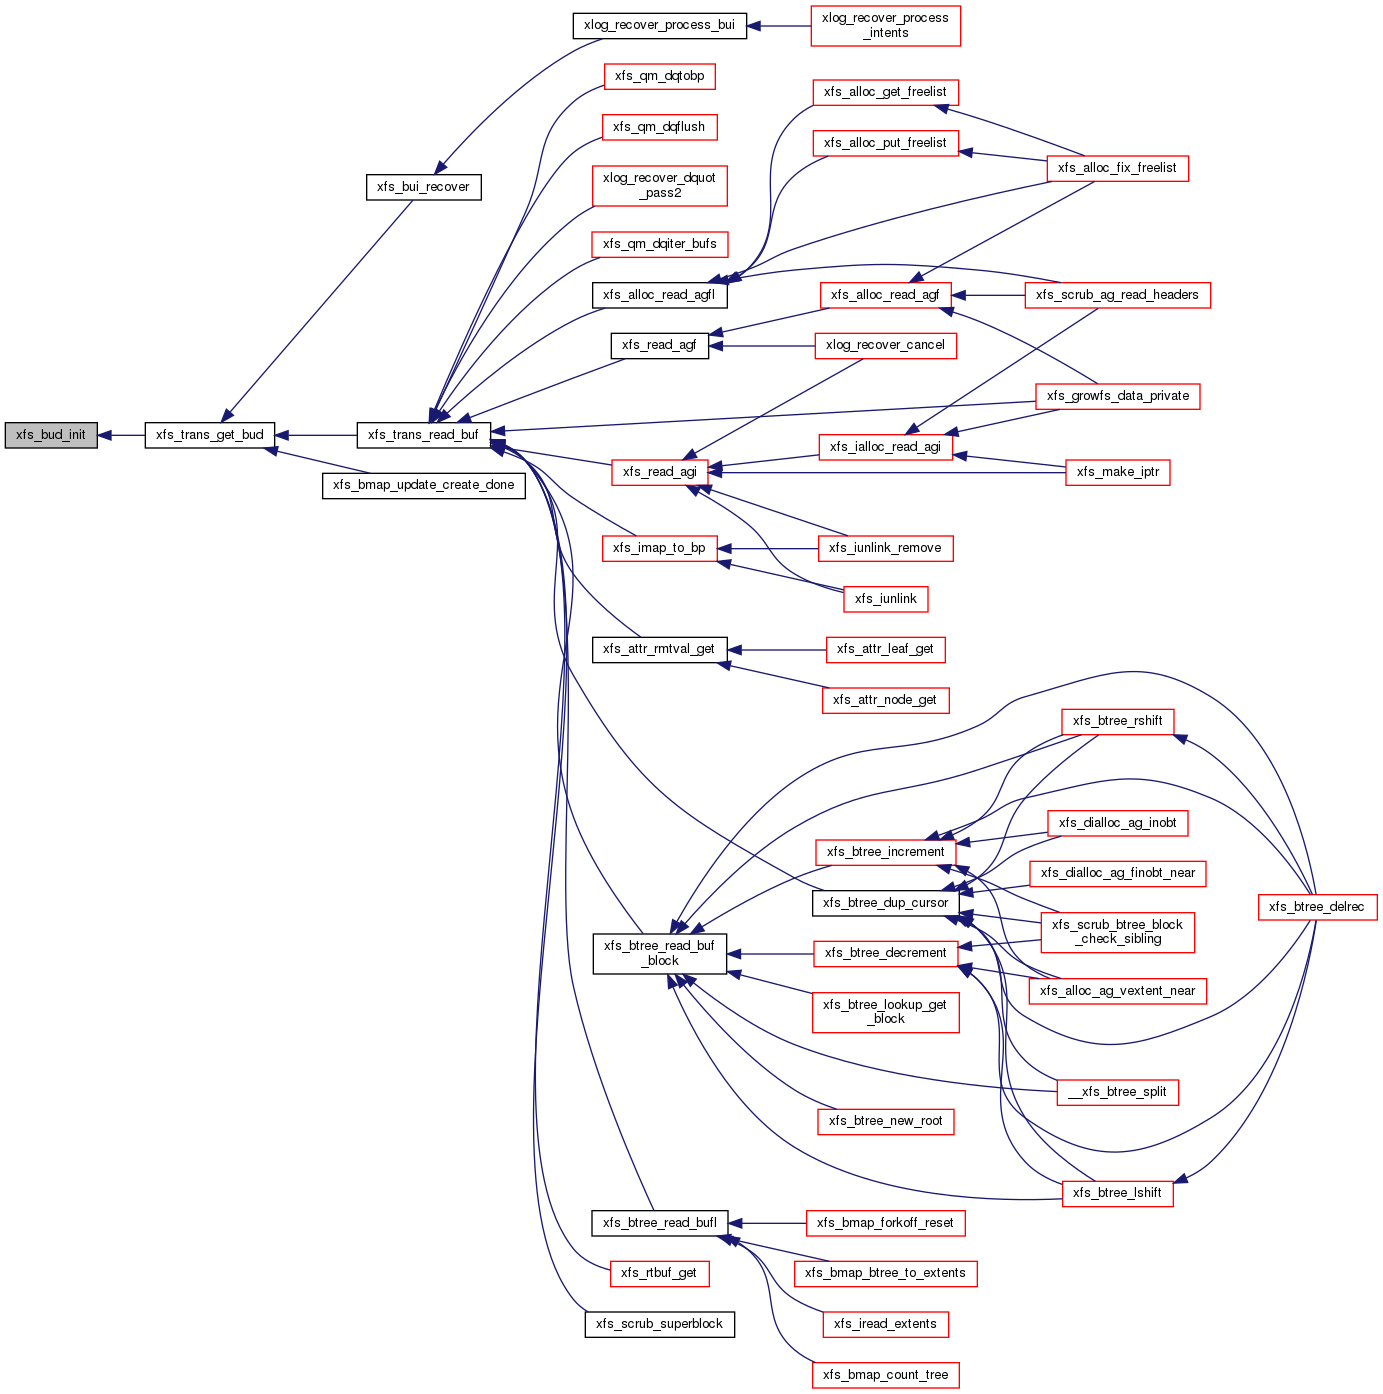 xlog_recover_process_bui
xlog_recover_process
_intents
xfs_qm_dqtobp
xfs_alloc_get_freelist
xfs_qm_dqflush
xfs_alloc_put_freelist
xfs_alloc_fix_freelist
xfs_bui_recover
xlog_recover_dquot
_pass2
xfs_qm_dqiter_bufs
xfs_alloc_read_agfl
xfs_alloc_read_agf
xfs_scrub_ag_read_headers
xfs_read_agf
xlog_recover_cancel
xfs_growfs_data_private
xfs_bud_init
xfs_trans_get_bud
xfs_trans_read_buf
xfs_ialloc_read_agi
xfs_read_agi
xfs_make_iptr
xfs_bmap_update_create_done
xfs_imap_to_bp
xfs_iunlink_remove
xfs_iunlink
xfs_attr_rmtval_get
xfs_attr_leaf_get
xfs_attr_node_get
xfs_btree_rshift
xfs_dialloc_ag_inobt
xfs_btree_increment
xfs_dialloc_ag_finobt_near
xfs_btree_dup_cursor
xfs_btree_delrec
xfs_scrub_btree_block
_check_sibling
xfs_btree_read_buf
_block
xfs_btree_decrement
xfs_alloc_ag_vextent_near
xfs_btree_lookup_get
_block
__xfs_btree_split
xfs_btree_new_root
xfs_btree_lshift
xfs_btree_read_bufl
xfs_bmap_forkoff_reset
xfs_rtbuf_get
xfs_bmap_btree_to_extents
xfs_scrub_superblock
xfs_iread_extents
xfs_bmap_count_tree